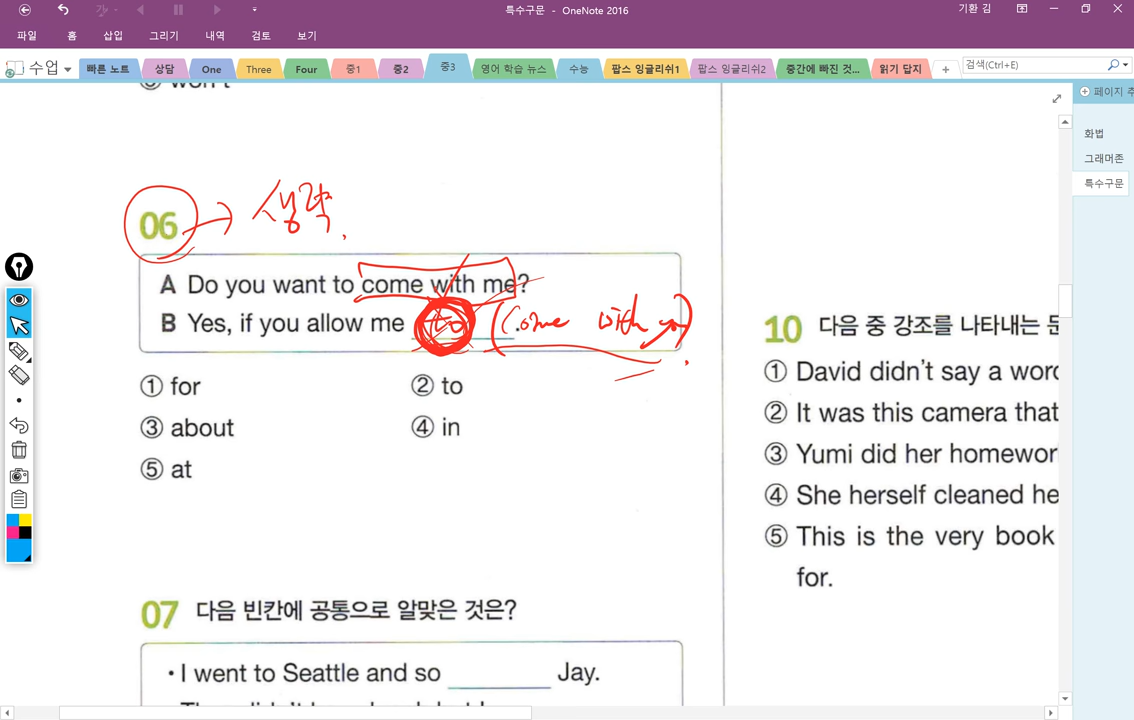 특수구문 - OneNote 2016
기환 김
파일 홈 삽입 그리기 내역 검토 보기
수업 빠른 노트 상담 One Three Four 중1 중2 중3 영어 학습 뉴스 수능 팝스 잉글리쉬1 팝스 잉글리쉬2 중간에 빠진 것... 읽기 답지 + 검색(Ctrl+E)
페이지 추
화법
그래머존
특수구문
won't
06 → 생략.
A Do you want to come with me?
B Yes, if you allow me to (come with you).
① for ② to
③ about ④ in
⑤ at
07 다음 빈칸에 공통으로 알맞은 것은?
• I went to Seattle and so ________ Jay.
10 다음 중 강조를 나타내는 문
① David didn't say a word
② It was this camera that
③ Yumi did her homewor
④ She herself cleaned he
⑤ This is the very book
for.